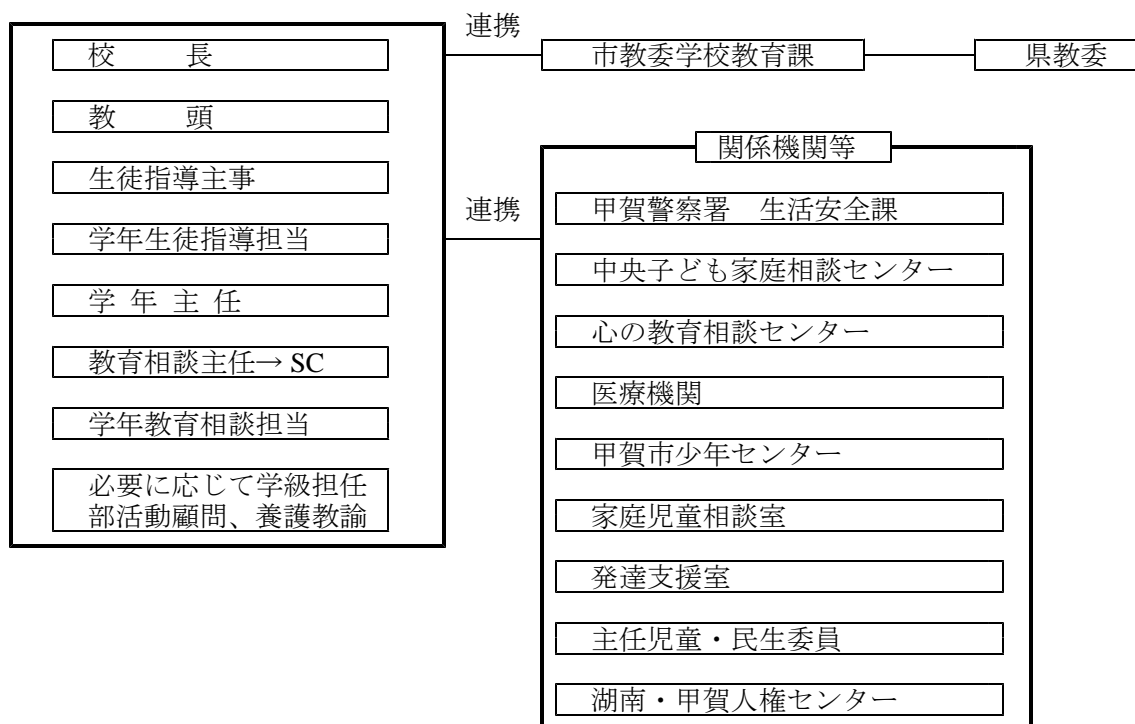 連携
校　　長
市教委学校教育課
県教委
教　　頭
関係機関等
生徒指導主事
連携
甲賀警察署　生活安全課
学年生徒指導担当
中央子ども家庭相談センター
学 年 主 任
心の教育相談センター
教育相談主任→ SC
医療機関
学年教育相談担当
甲賀市少年センター
必要に応じて学級担任
部活動顧問、養護教諭
家庭児童相談室
発達支援室
主任児童・民生委員
湖南・甲賀人権センター